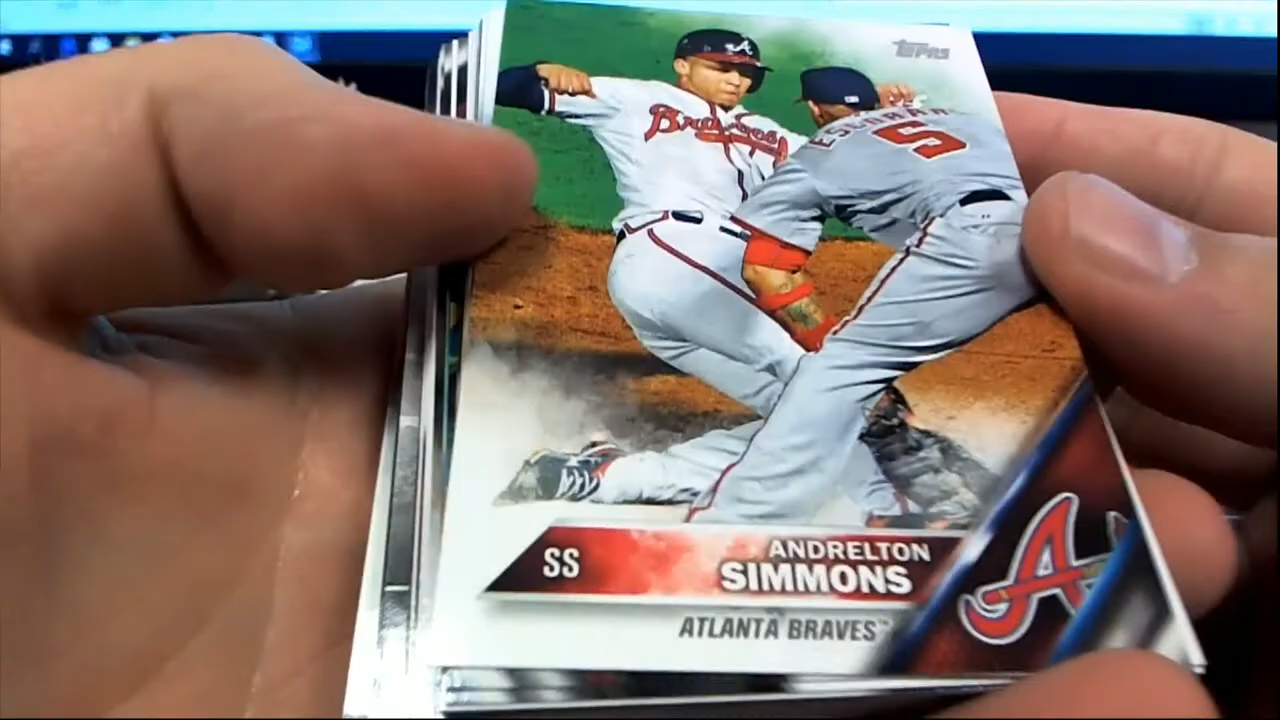 Topps
Braves
ESCOBAR
5
SS
ANDRELTON
SIMMONS
ATLANTA BRAVES™
A